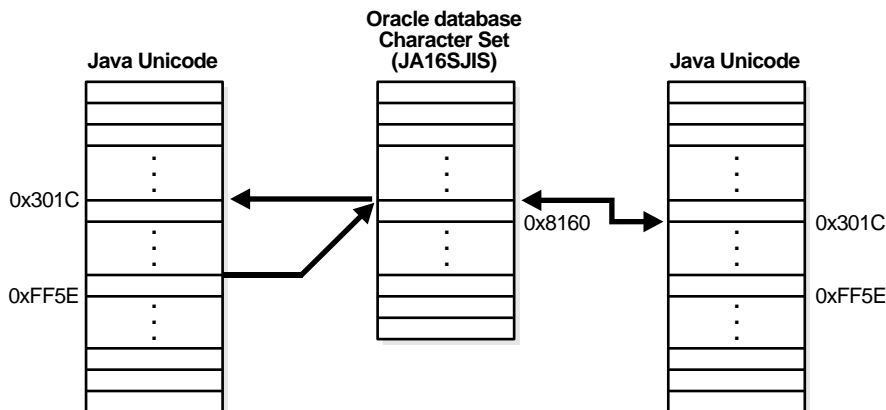 Oracle database
Character Set
(JA16SJIS)
Java Unicode
Java Unicode
0x301C
0x8160
0x301C
0xFF5E
0xFF5E